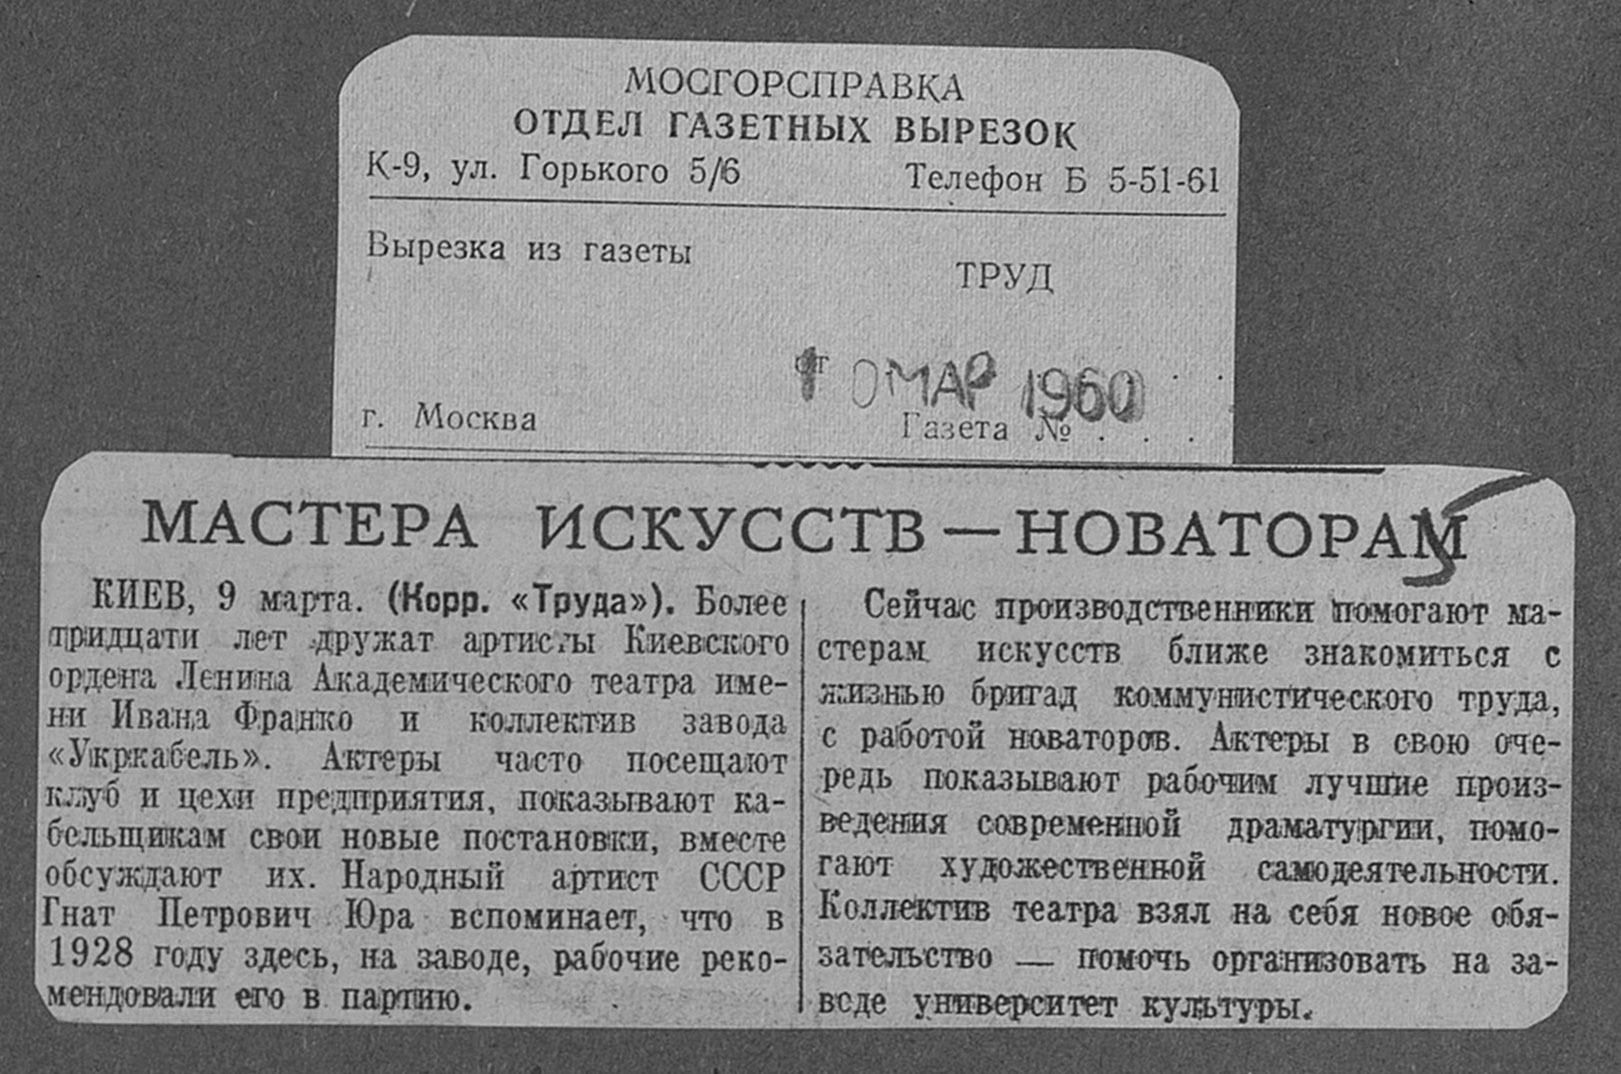 МОСГОРСПРАВКА
ОТДЕЛ ГАЗЕТНЫХ ВЫРЕЗОК
К-9, ул. Горького 5/6 Телефон Б 5-51-61
Вырезка из газеты
ТРУД
от 10 МАР 1960
г. Москва Газета № . . .
МАСТЕРА ИСКУССТВ — НОВАТОРАМ
КИЕВ, 9 марта. (Корр. «Труда»). Более
тридцати лет дружат артисты Киевского
ордена Ленина Академического театра име-
ни Ивана Франко и коллектив завода
«Укркабель». Актеры часто посещают
клуб и цехи предприятия, показывают ка-
бельщикам свои новые постановки, вместе
обсуждают их. Народный артист СССР
Гнат Петрович Юра вспоминает, что в
1928 году здесь, на заводе, рабочие реко-
мендовали его в партию.
Сейчас производственники помогают ма-
стерам искусств ближе знакомиться с
жизнью бригад коммунистического труда,
с работой новаторов. Актеры в свою оче-
редь показывают рабочим лучшие произ-
ведения современной драматургии, помо-
гают художественной самодеятельности.
Коллектив театра взял на себя новое обя-
зательство — помочь организовать на за-
воде университет культуры.